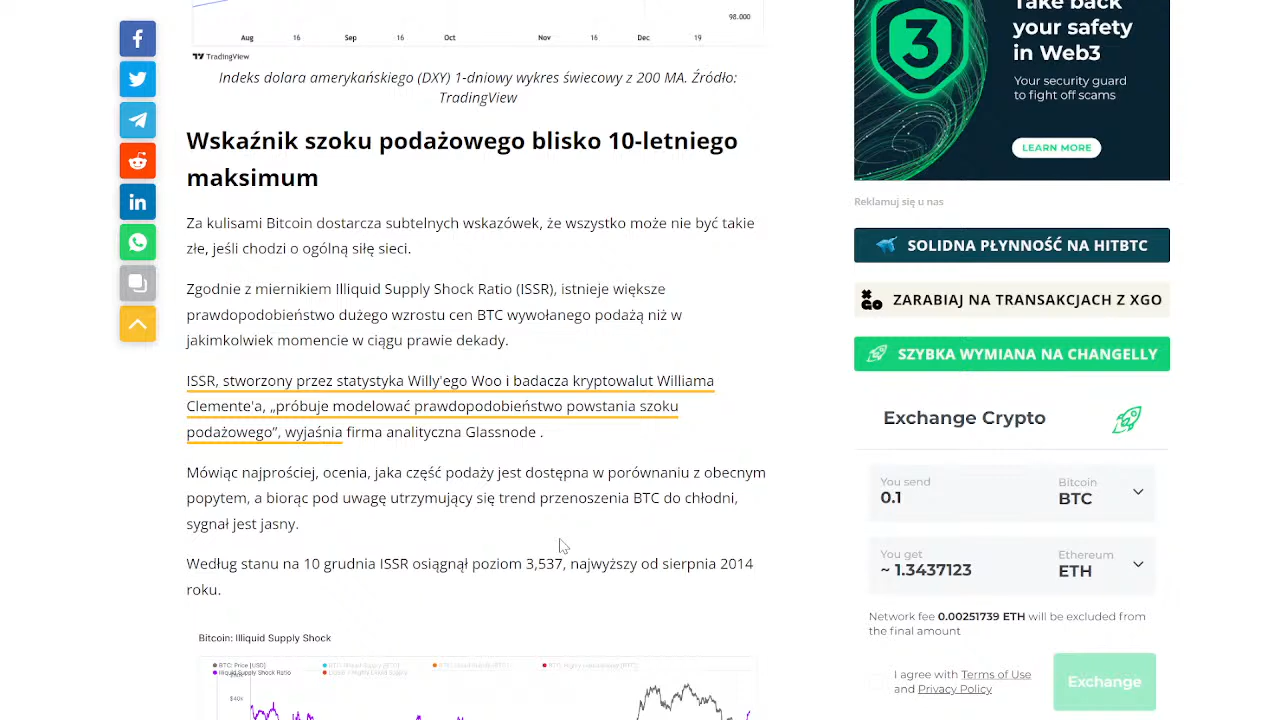 98.000
Aug 16 Sep 16 Oct Nov 16 Dec 19
TradingView
Indeks dolara amerykańskiego (DXY) 1-dniowy wykres świecowy z 200 MA. Źródło:
TradingView
Wskaźnik szoku podażowego blisko 10-letniego
maksimum
Za kulisami Bitcoin dostarcza subtelnych wskazówek, że wszystko może nie być takie
złe, jeśli chodzi o ogólną siłę sieci.
Zgodnie z miernikiem Illiquid Supply Shock Ratio (ISSR), istnieje większe
prawdopodobieństwo dużego wzrostu cen BTC wywołanego podażą niż w
jakimkolwiek momencie w ciągu prawie dekady.
ISSR, stworzony przez statystyka Willy'ego Woo i badacza kryptowalut Williama
Clemente'a, „próbuje modelować prawdopodobieństwo powstania szoku
podażowego”, wyjaśnia firma analityczna Glassnode .
Mówiąc najprościej, ocenia, jaka część podaży jest dostępna w porównaniu z obecnym
popytem, a biorąc pod uwagę utrzymujący się trend przenoszenia BTC do chłodni,
sygnał jest jasny.
Według stanu na 10 grudnia ISSR osiągnął poziom 3,537, najwyższy od sierpnia 2014
roku.
Bitcoin: Illiquid Supply Shock
BTC: Price [USD]
Illiquid Supply Shock Ratio
$40k
Take back
your safety
in Web3
3
Your security guard
to fight off scams
LEARN MORE
Reklamuj się u nas
SOLIDNA PŁYNNOŚĆ NA HITBTC
XGO ZARABIAJ NA TRANSAKCJACH Z XGO
SZYBKA WYMIANA NA CHANGELLY
Exchange Crypto
You send Bitcoin
0.1 BTC
You get Ethereum
~ 1.3437123 ETH
Network fee 0.00251739 ETH will be excluded from
the final amount
I agree with Terms of Use
and Privacy Policy
Exchange